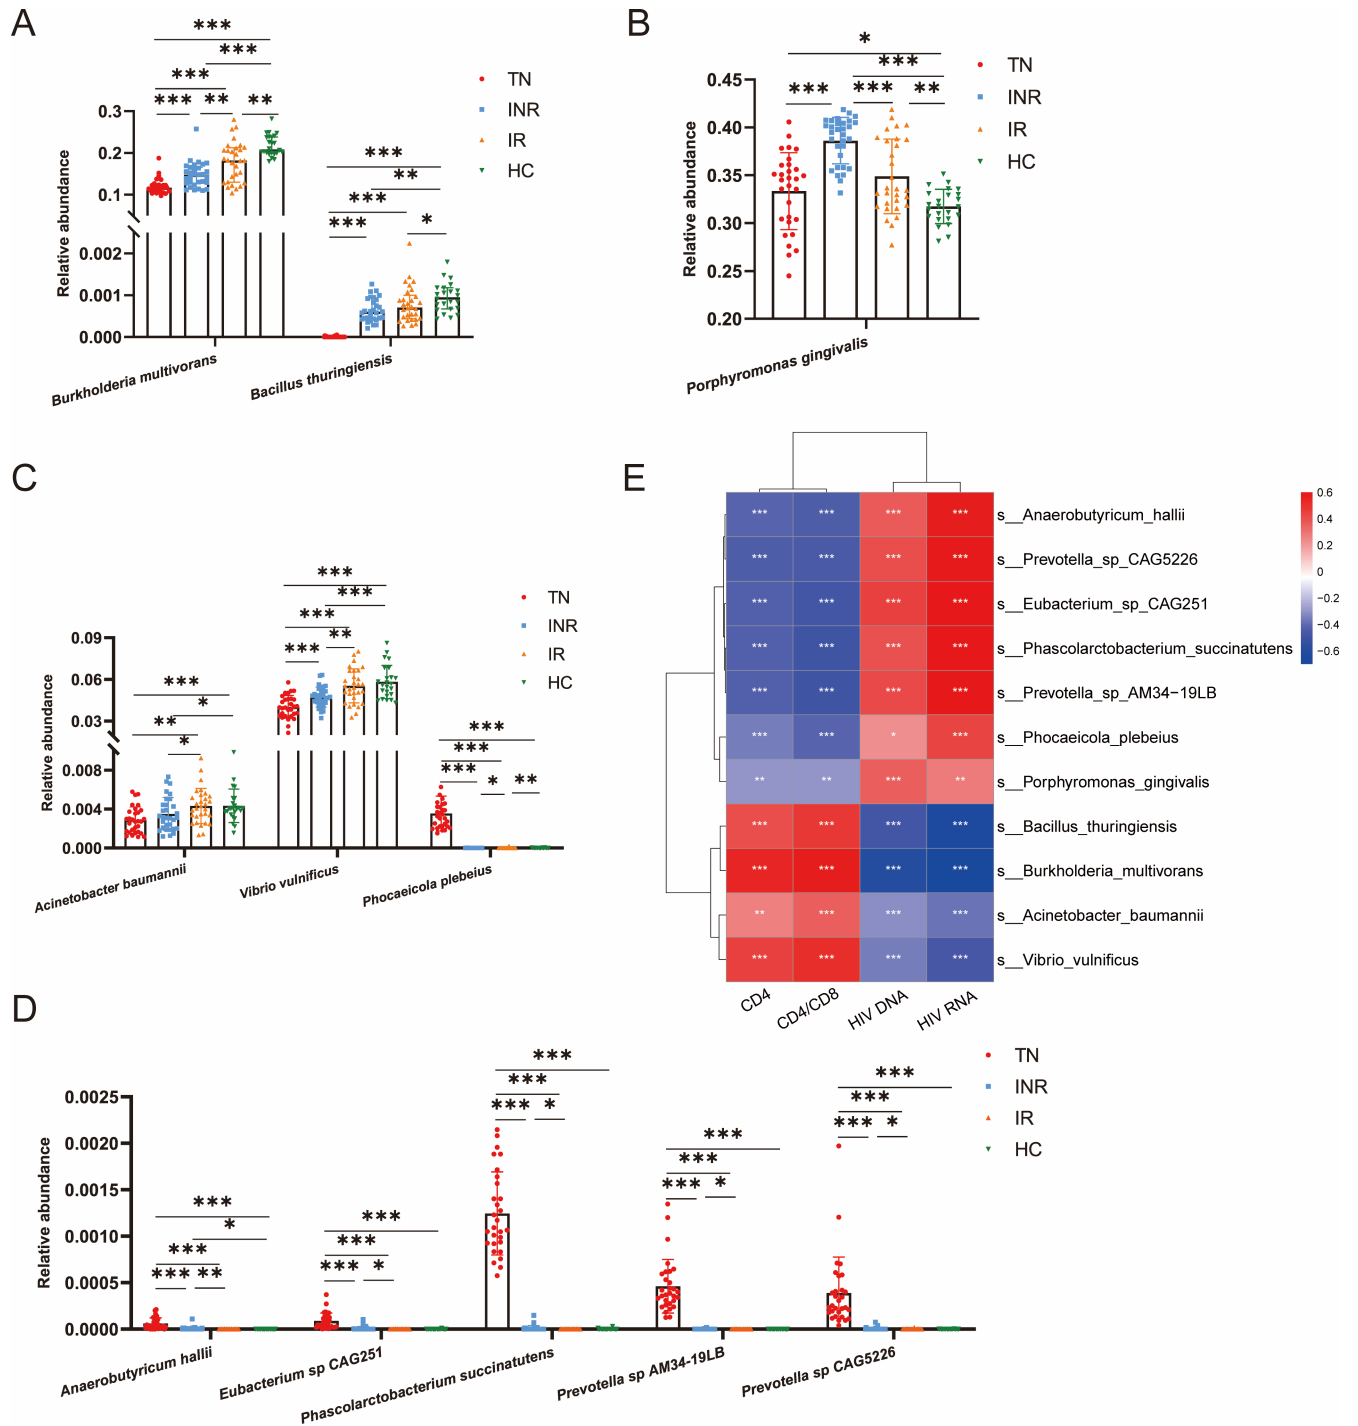 A
***
***
***
*** ** **
TN
INR
IR
HC
Relative abundance
0.3
0.2
0.1
0.002
0.001
0.000
***
**
***
***
*
Burkholderia multivorans
Bacillus thuringiensis
B
*
***
*** *** **
TN
INR
IR
HC
Relative abundance
0.45
0.40
0.35
0.30
0.25
0.20
Porphyromonas gingivalis
C
TN
INR
IR
HC
Relative abundance
0.09
0.06
0.03
0.008
0.004
0.000
***
*
**
*
***
***
***
**
***
***
***
*** * **
Acinetobacter baumannii
Vibrio vulnificus
Phocaeicola plebeius
E
*** *** *** *** s__Anaerobutyricum_hallii
*** *** *** *** s__Prevotella_sp_CAG5226
*** *** *** *** s__Eubacterium_sp_CAG251
*** *** *** *** s__Phascolarctobacterium_succinatutens
*** *** *** *** s__Prevotella_sp_AM34−19LB
*** *** * *** s__Phocaeicola_plebeius
** ** *** ** s__Porphyromonas_gingivalis
*** *** *** *** s__Bacillus_thuringiensis
*** *** *** *** s__Burkholderia_multivorans
** *** *** *** s__Acinetobacter_baumannii
*** *** *** *** s__Vibrio_vulnificus
CD4
CD4/CD8
HIV DNA
HIV RNA
0.6
0.4
0.2
0
−0.2
−0.4
−0.6
D
TN
INR
IR
HC
Relative abundance
0.0025
0.0020
0.0015
0.0010
0.0005
0.0000
***
*
***
*** **
***
***
*** *
***
***
*** *
***
***
*** *
***
***
*** *
Anaerobutyricum hallii
Eubacterium sp CAG251
Phascolarctobacterium succinatutens
Prevotella sp AM34-19LB
Prevotella sp CAG5226